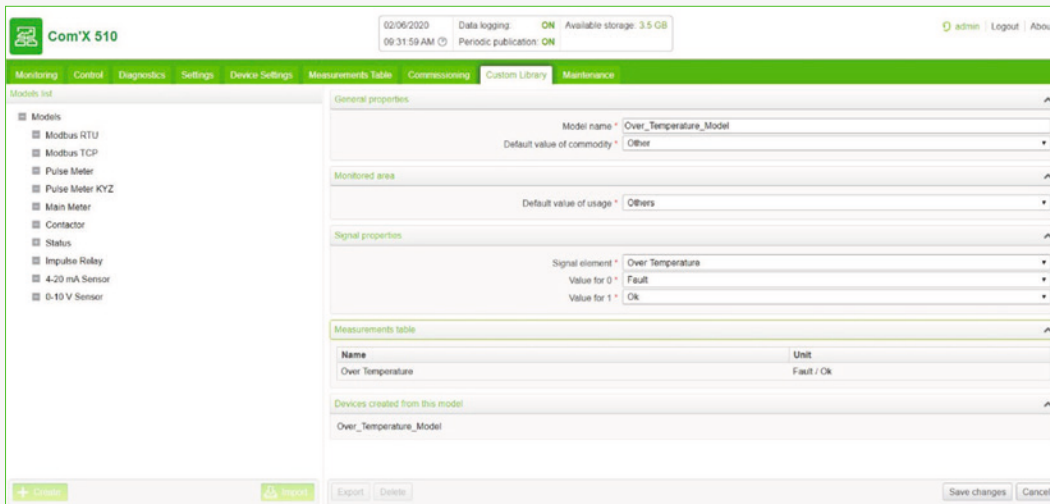 Com'X 510
02/06/2020 Data logging: ON Available storage: 3.5 GB
09:31:59 AM Periodic publication: ON
admin Logout Abou
Monitoring Control Diagnostics Settings Device Settings Measurements Table Commissioning Custom Library Maintenance
Models list
Models
Modbus RTU
Modbus TCP
Pulse Meter
Pulse Meter KYZ
Main Meter
Contactor
Status
Impulse Relay
4-20 mA Sensor
0-10 V Sensor
+ Create Import
General properties
Model name * Over_Temperature_Model
Default value of commodity * Other
Monitored area
Default value of usage * Others
Signal properties
Signal element * Over Temperature
Value for 0 * Fault
Value for 1 * Ok
Measurements table
Name Unit
Over Temperature Fault / Ok
Devices created from this model
Over_Temperature_Model
Export Delete Save changes Cancel